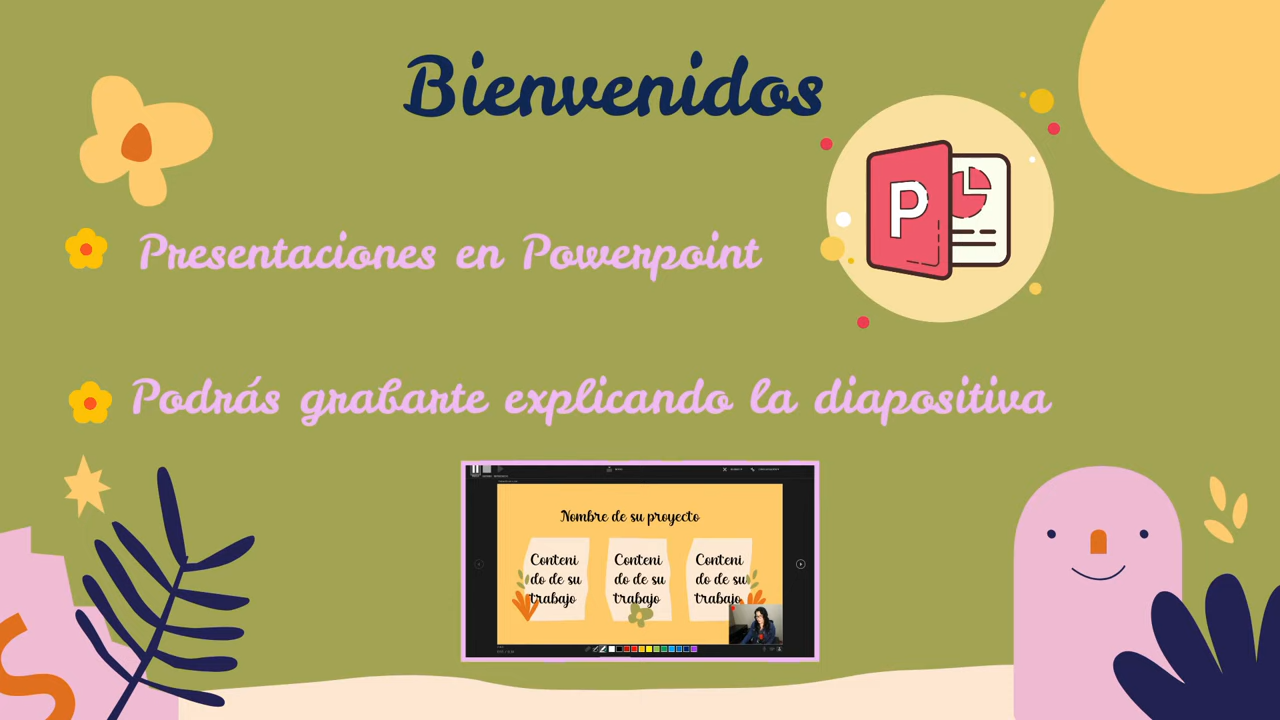 Bienvenidos
P
Presentaciones en Powerpoint
Podrás grabarte explicando la diapositiva
Nombre de su proyecto
Conteni
do de su
trabajo
Conteni
do de su
trabajo
Conteni
do de su
trabajo